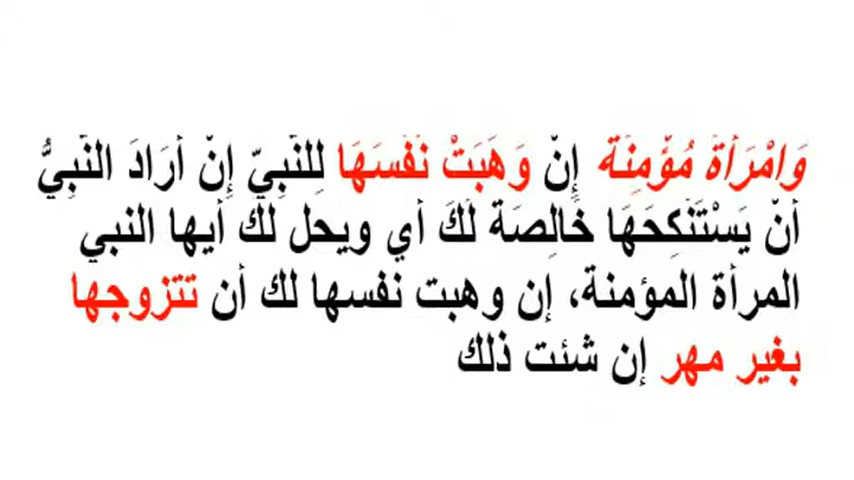 وَامْرَأَةً مُؤْمِنَةً إِنْ وَهَبَتْ نَفْسَهَا لِلنَّبِيِّ إِنْ أَرَادَ النَّبِيُّ
أَنْ يَسْتَنْكِحَهَا خَالِصَةً لَكَ أي ويحل لك أيها النبي
المرأة المؤمنة، إن وهبت نفسها لك أن تتزوجها
بغير مهر إن شئت ذلك